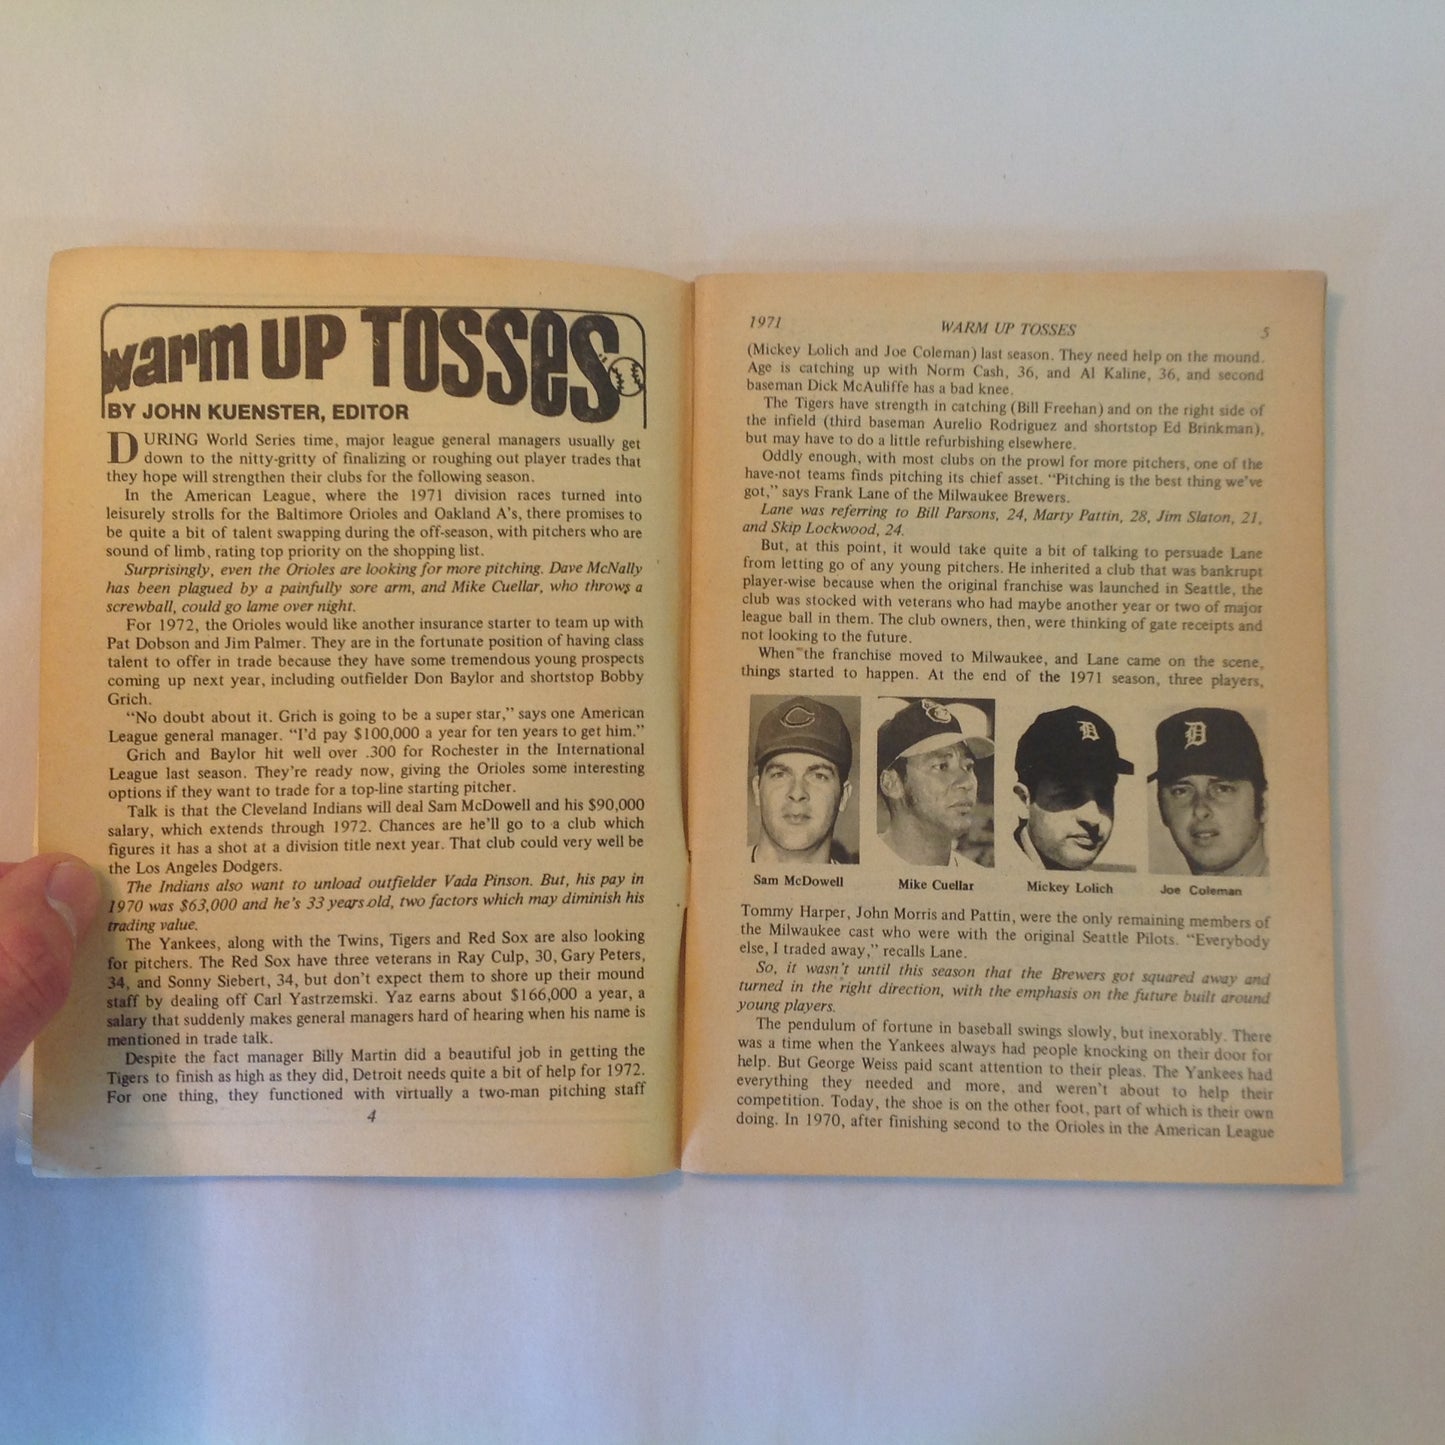 warm UP TOSSES
BY JOHN KUENSTER, EDITOR
DURING World Series time, major league general managers usually get
down to the nitty-gritty of finalizing or roughing out player trades that
they hope will strengthen their clubs for the following season.
In the American League, where the 1971 division races turned into
leisurely strolls for the Baltimore Orioles and Oakland A's, there promises to
be quite a bit of talent swapping during the off-season, with pitchers who are
sound of limb, rating top priority on the shopping list.
Surprisingly, even the Orioles are looking for more pitching. Dave McNally
has been plagued by a painfully sore arm, and Mike Cuellar, who throws a
screwball, could go lame over night.
For 1972, the Orioles would like another insurance starter to team up with
Pat Dobson and Jim Palmer. They are in the fortunate position of having class
talent to offer in trade because they have some tremendous young prospects
coming up next year, including outfielder Don Baylor and shortstop Bobby
Grich.
“No doubt about it. Grich is going to be a super star,” says one American
League general manager. “I'd pay $100,000 a year for ten years to get him.”
Grich and Baylor hit well over .300 for Rochester in the International
League last season. They're ready now, giving the Orioles some interesting
options if they want to trade for a top-line starting pitcher.
Talk is that the Cleveland Indians will deal Sam McDowell and his $90,000
salary, which extends through 1972. Chances are he'll go to a club which
figures it has a shot at a division title next year. That club could very well be
the Los Angeles Dodgers.
The Indians also want to unload outfielder Vada Pinson. But, his pay in
1970 was $63,000 and he's 33 years old, two factors which may diminish his
trading value.
The Yankees, along with the Twins, Tigers and Red Sox are also looking
for pitchers. The Red Sox have three veterans in Ray Culp, 30, Gary Peters,
34, and Sonny Siebert, 34, but don't expect them to shore up their mound
staff by dealing off Carl Yastrzemski. Yaz earns about $166,000 a year, a
salary that suddenly makes general managers hard of hearing when his name is
mentioned in trade talk.
Despite the fact manager Billy Martin did a beautiful job in getting the
Tigers to finish as high as they did, Detroit needs quite a bit of help for 1972.
For one thing, they functioned with virtually a two-man pitching staff
4
1971 WARM UP TOSSES 5
(Mickey Lolich and Joe Coleman) last season. They need help on the mound.
Age is catching up with Norm Cash, 36, and Al Kaline, 36, and second
baseman Dick McAuliffe has a bad knee.
The Tigers have strength in catching (Bill Freehan) and on the right side of
the infield (third baseman Aurelio Rodriguez and shortstop Ed Brinkman),
but may have to do a little refurbishing elsewhere.
Oddly enough, with most clubs on the prowl for more pitchers, one of the
have-not teams finds pitching its chief asset. “Pitching is the best thing we've
got,” says Frank Lane of the Milwaukee Brewers.
Lane was referring to Bill Parsons, 24, Marty Pattin, 28, Jim Slaton, 21,
and Skip Lockwood, 24.
But, at this point, it would take quite a bit of talking to persuade Lane
from letting go of any young pitchers. He inherited a club that was bankrupt
player-wise because when the original franchise was launched in Seattle, the
club was stocked with veterans who had maybe another year or two of major
league ball in them. The club owners, then, were thinking of gate receipts and
not looking to the future.
When the franchise moved to Milwaukee, and Lane came on the scene,
things started to happen. At the end of the 1971 season, three players,
Sam McDowell
Mike Cuellar
Mickey Lolich
Joe Coleman
Tommy Harper, John Morris and Pattin, were the only remaining members of
the Milwaukee cast who were with the original Seattle Pilots. “Everybody
else, I traded away,” recalls Lane.
So, it wasn't until this season that the Brewers got squared away and
turned in the right direction, with the emphasis on the future built around
young players.
The pendulum of fortune in baseball swings slowly, but inexorably. There
was a time when the Yankees always had people knocking on their door for
help. But George Weiss paid scant attention to their pleas. The Yankees had
everything they needed and more, and weren't about to help their
competition. Today, the shoe is on the other foot, part of which is their own
doing. In 1970, after finishing second to the Orioles in the American League